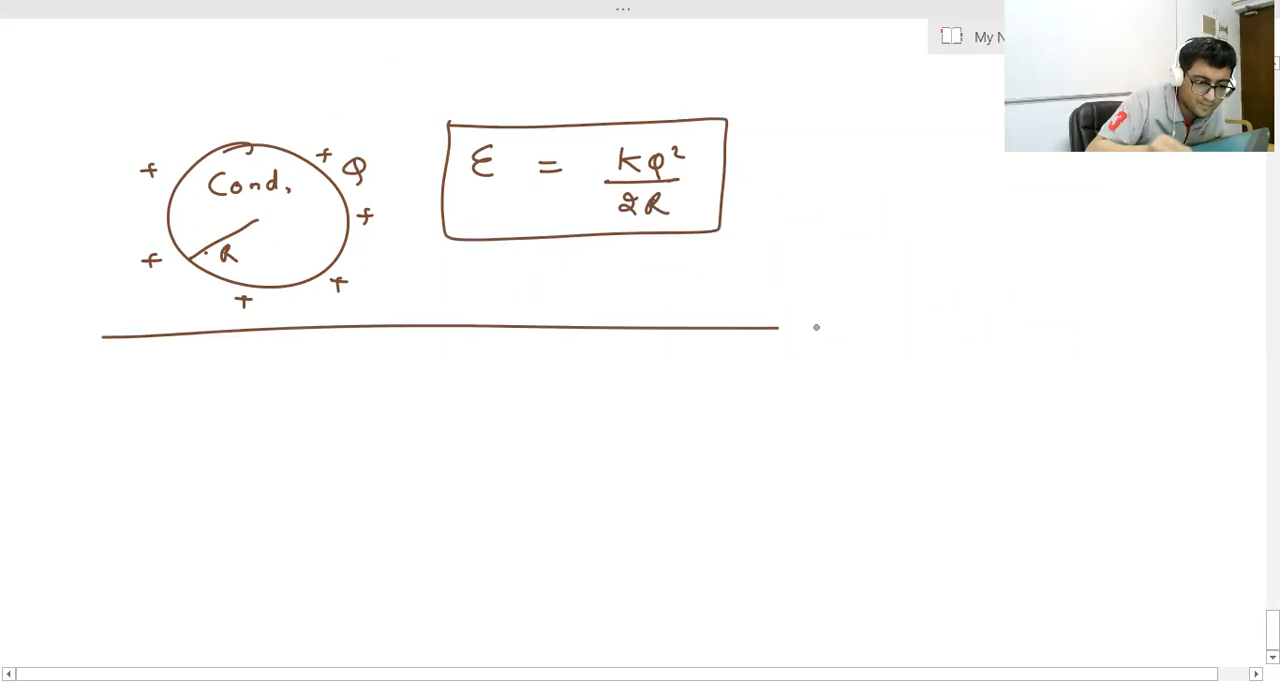 ...
My N
+ + Q
Cond.
+
R
+ +
+
ℇ = KQ²/2R